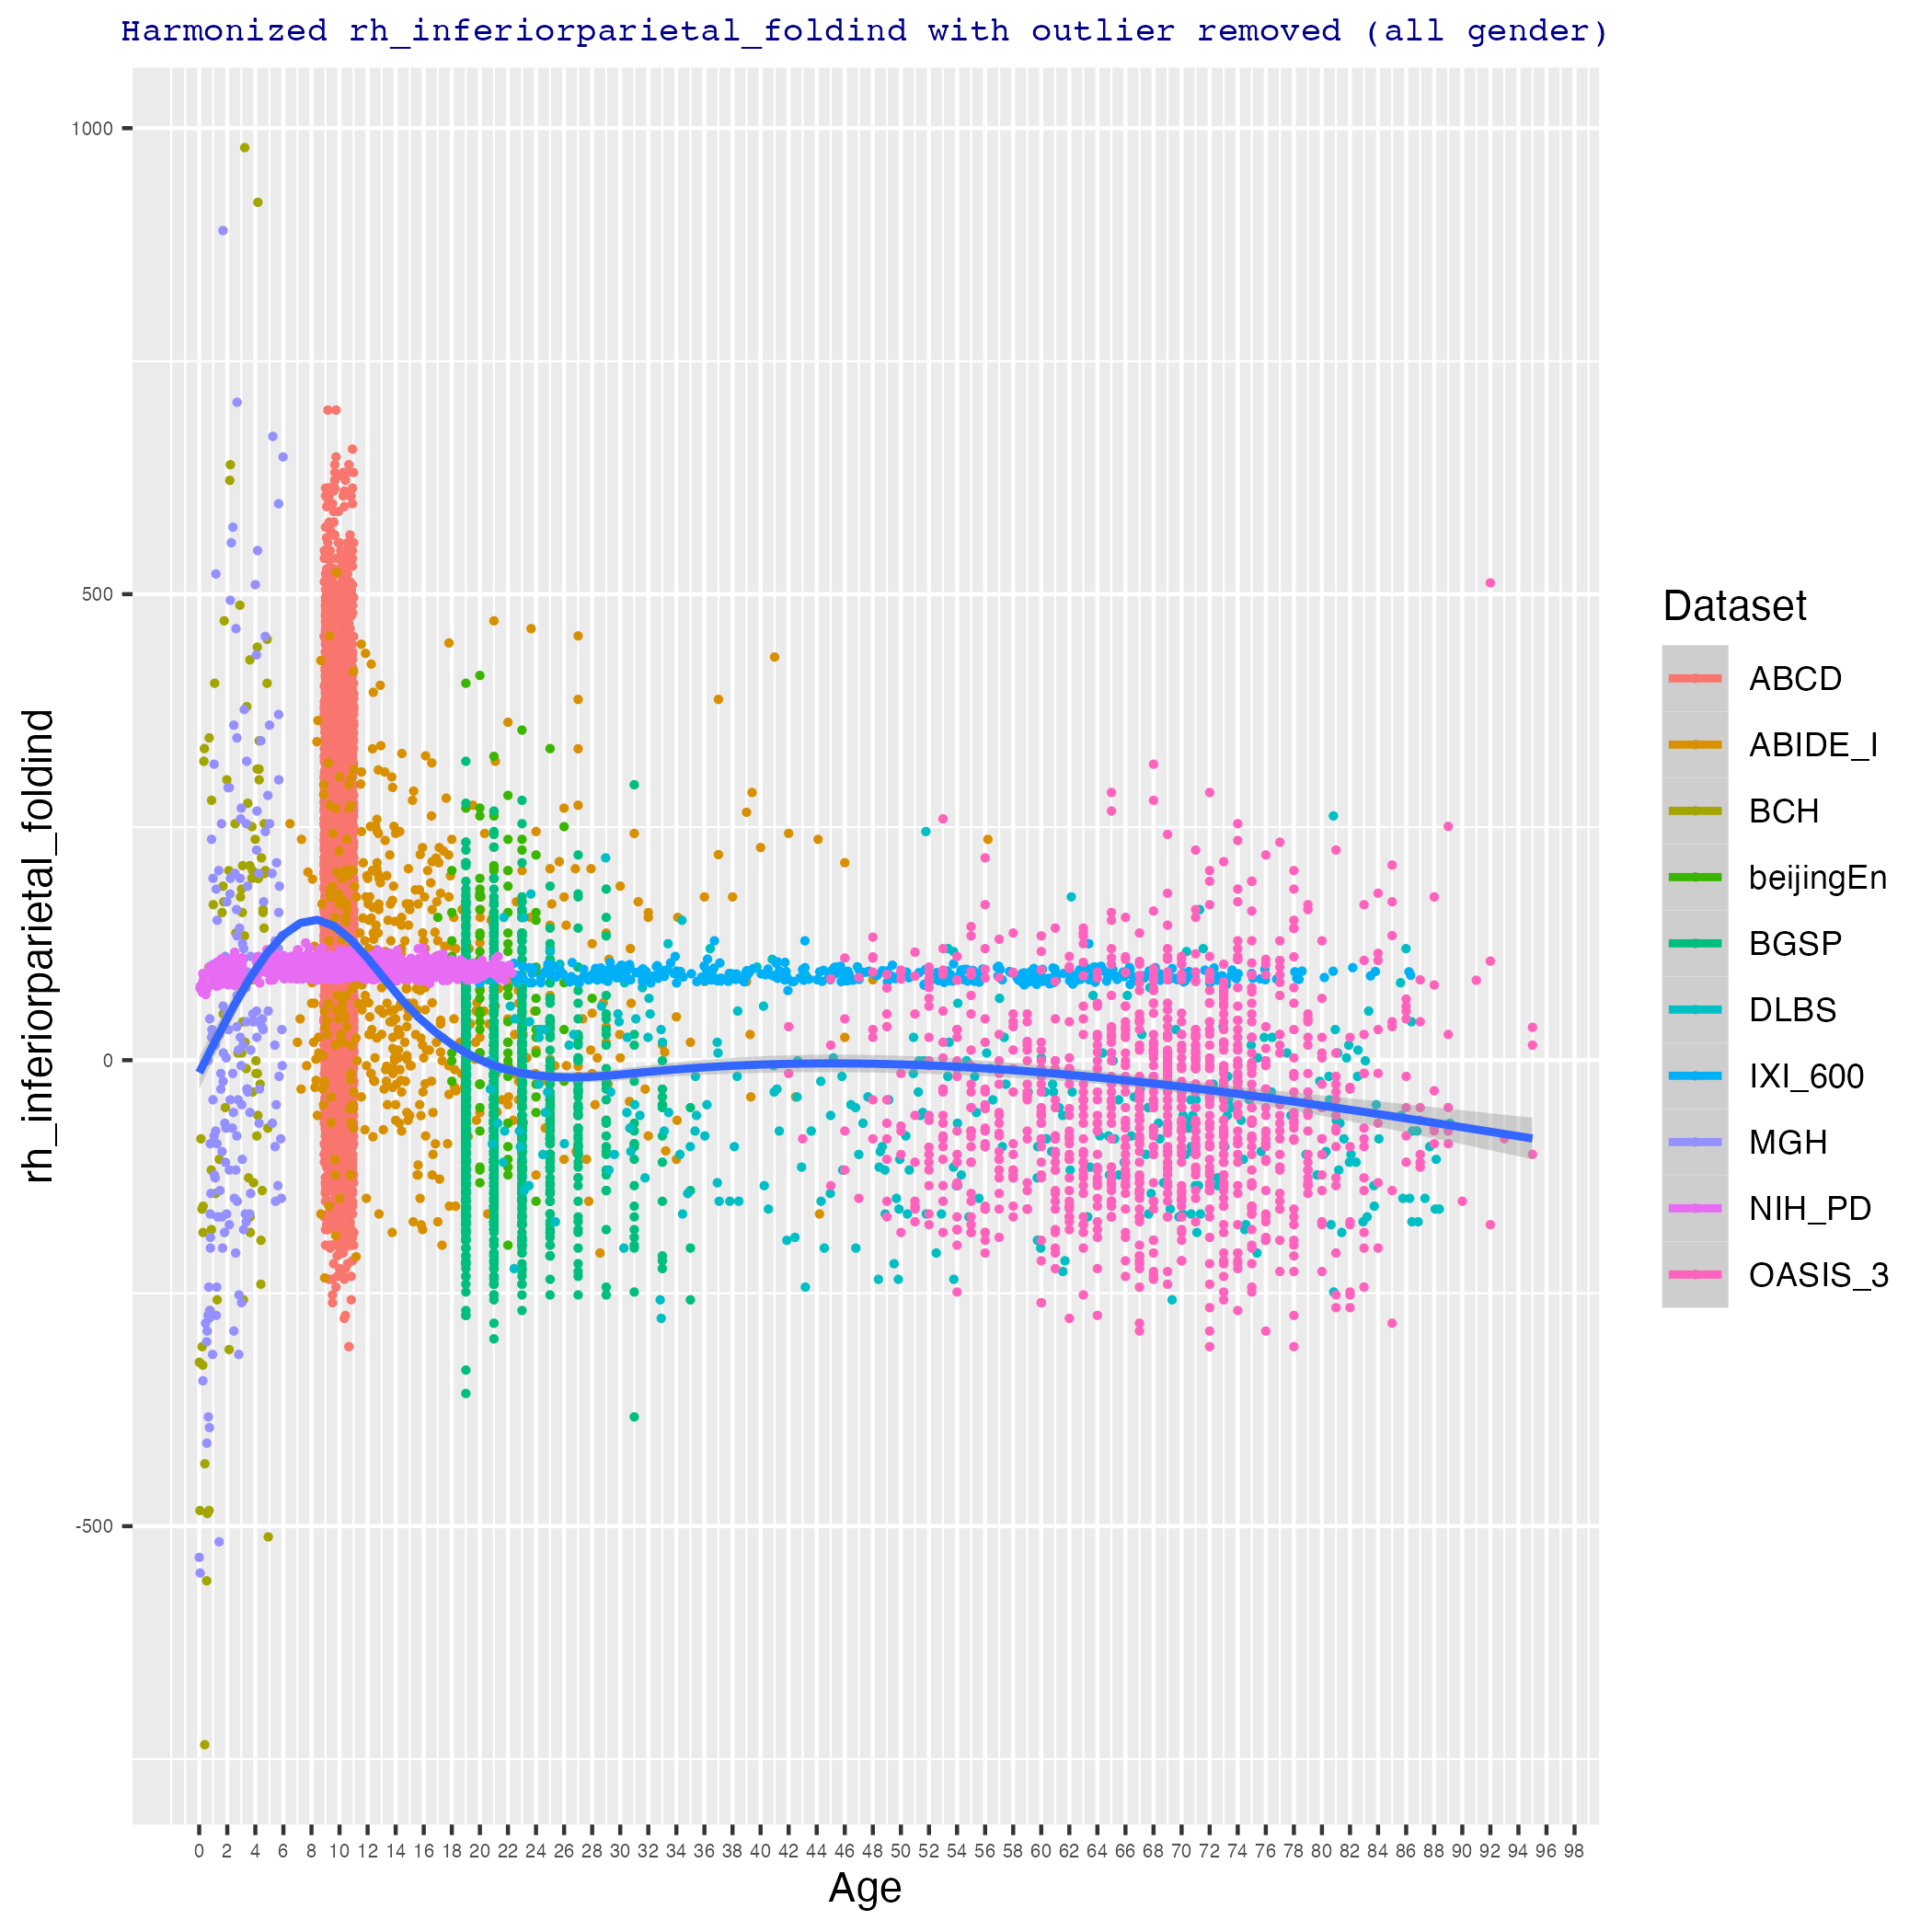 Harmonized rh_inferiorparietal_foldind with outlier removed (all gender)
1000
500
0
-500
rh_inferiorparietal_foldind
0 2 4 6 8 10 12 14 16 18 20 22 24 26 28 30 32 34 36 38 40 42 44 46 48 50 52 54 56 58 60 62 64 66 68 70 72 74 76 78 80 82 84 86 88 90 92 94 96 98
Age
Dataset
ABCD
ABIDE_I
BCH
beijingEn
BGSP
DLBS
IXI_600
MGH
NIH_PD
OASIS_3